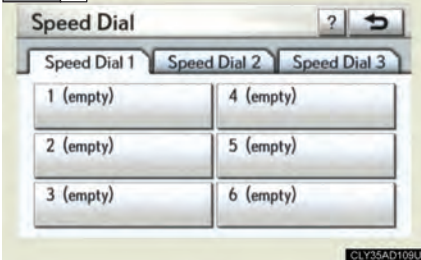 Speed Dial ?
Speed Dial 1 Speed Dial 2 Speed Dial 3
1 (empty) 4 (empty)
2 (empty) 5 (empty)
3 (empty) 6 (empty)
CLY35AD109U